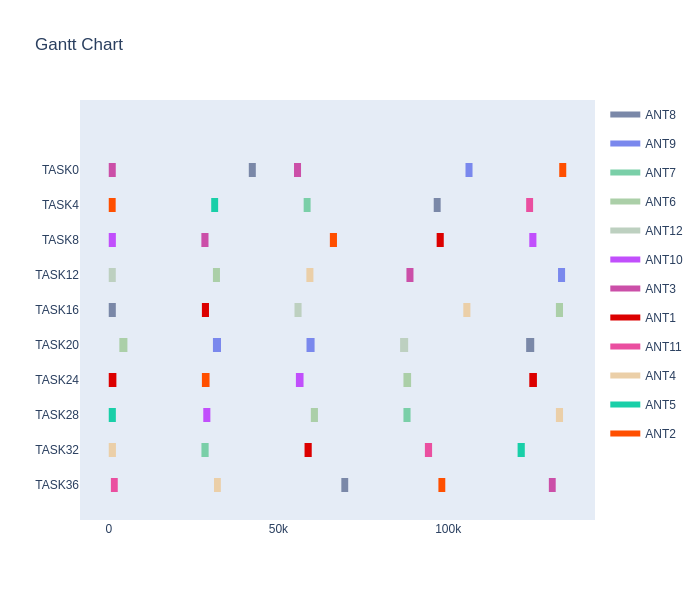 Gantt Chart
TASK0
TASK4
TASK8
TASK12
TASK16
TASK20
TASK24
TASK28
TASK32
TASK36
0 50k 100k
ANT8
ANT9
ANT7
ANT6
ANT12
ANT10
ANT3
ANT1
ANT11
ANT4
ANT5
ANT2